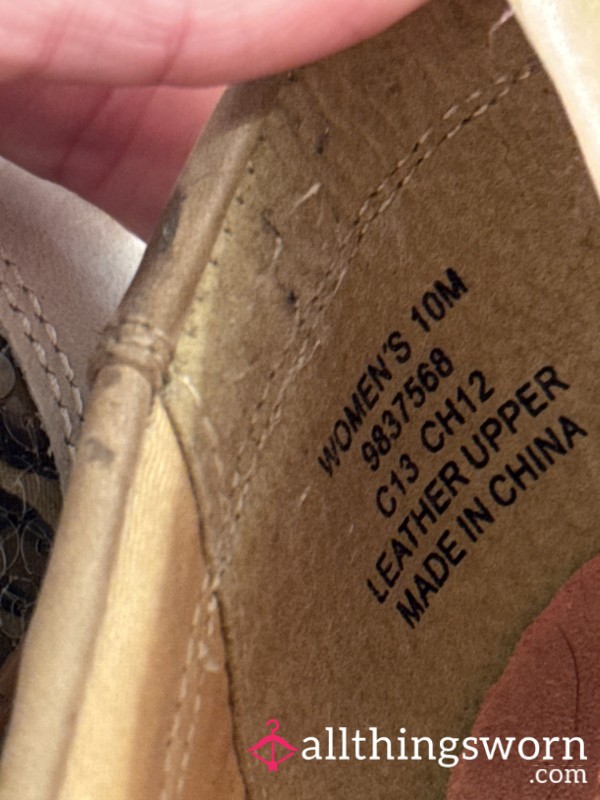 WOMEN'S 10M
9837568
C13 CH12
LEATHER UPPER
MADE IN CHINA
allthingsworn
.com